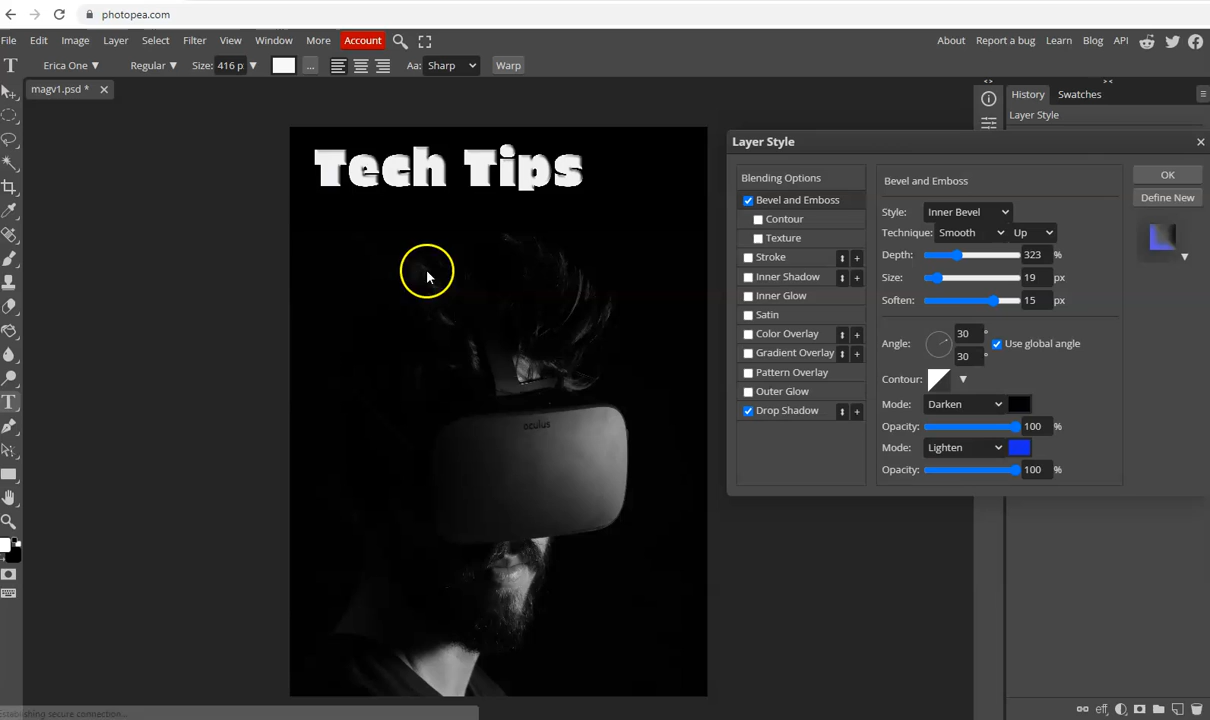 photopea.com
File Edit Image Layer Select Filter View Window More Account About Report a bug Learn Blog API
Erica One Regular Size: 416 p ... Aa: Sharp Warp
magv1.psd *
History Swatches
Layer Style
Tech Tips
oculus
Layer Style
Blending Options
Bevel and Emboss
Contour
Texture
Stroke
Inner Shadow
Inner Glow
Satin
Color Overlay
Gradient Overlay
Pattern Overlay
Outer Glow
Drop Shadow
Bevel and Emboss
Style: Inner Bevel
Technique: Smooth Up
Depth: 323 %
Size: 19 px
Soften: 15 px
Angle: 30 °
30 °
Use global angle
Contour:
Mode: Darken
Opacity: 100 %
Mode: Lighten
Opacity: 100 %
OK
Define New
eff
Establishing secure connection...